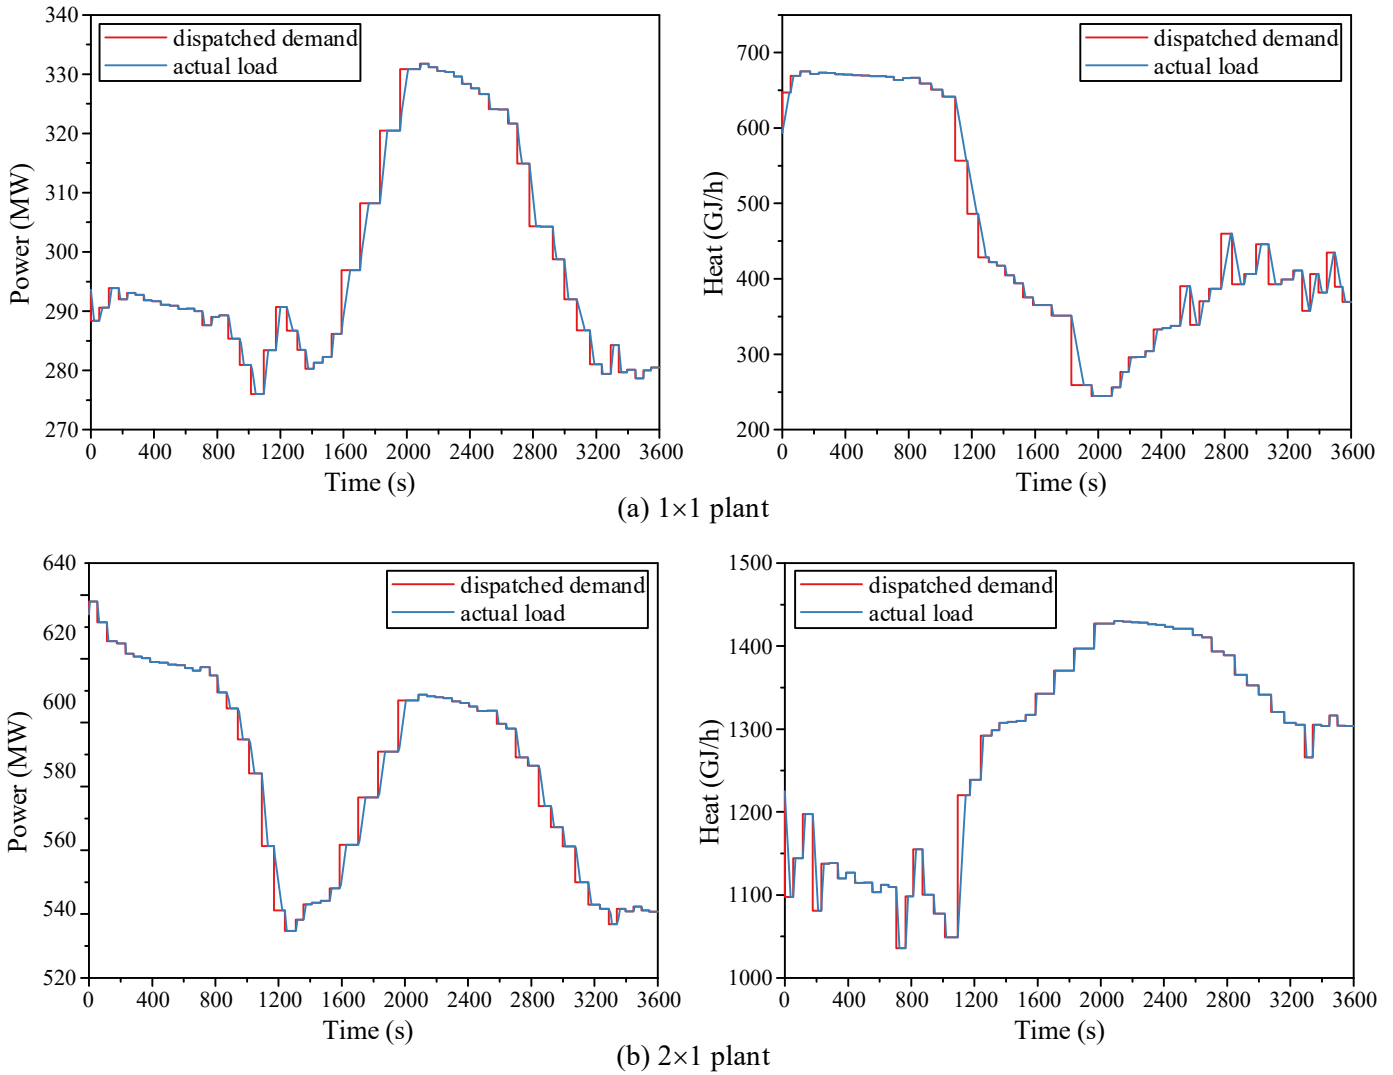 340
330
320
310
300
290
280
270
Power (MW)
dispatched demand
actual load
0 400 800 1200 1600 2000 2400 2800 3200 3600
Time (s)
700
600
500
400
300
200
Heat (GJ/h)
dispatched demand
actual load
0 400 800 1200 1600 2000 2400 2800 3200 3600
Time (s)
(a) 1×1 plant
640
620
600
580
560
540
520
Power (MW)
dispatched demand
actual load
0 400 800 1200 1600 2000 2400 2800 3200 3600
Time (s)
1500
1400
1300
1200
1100
1000
Heat (GJ/h)
dispatched demand
actual load
0 400 800 1200 1600 2000 2400 2800 3200 3600
Time (s)
(b) 2×1 plant